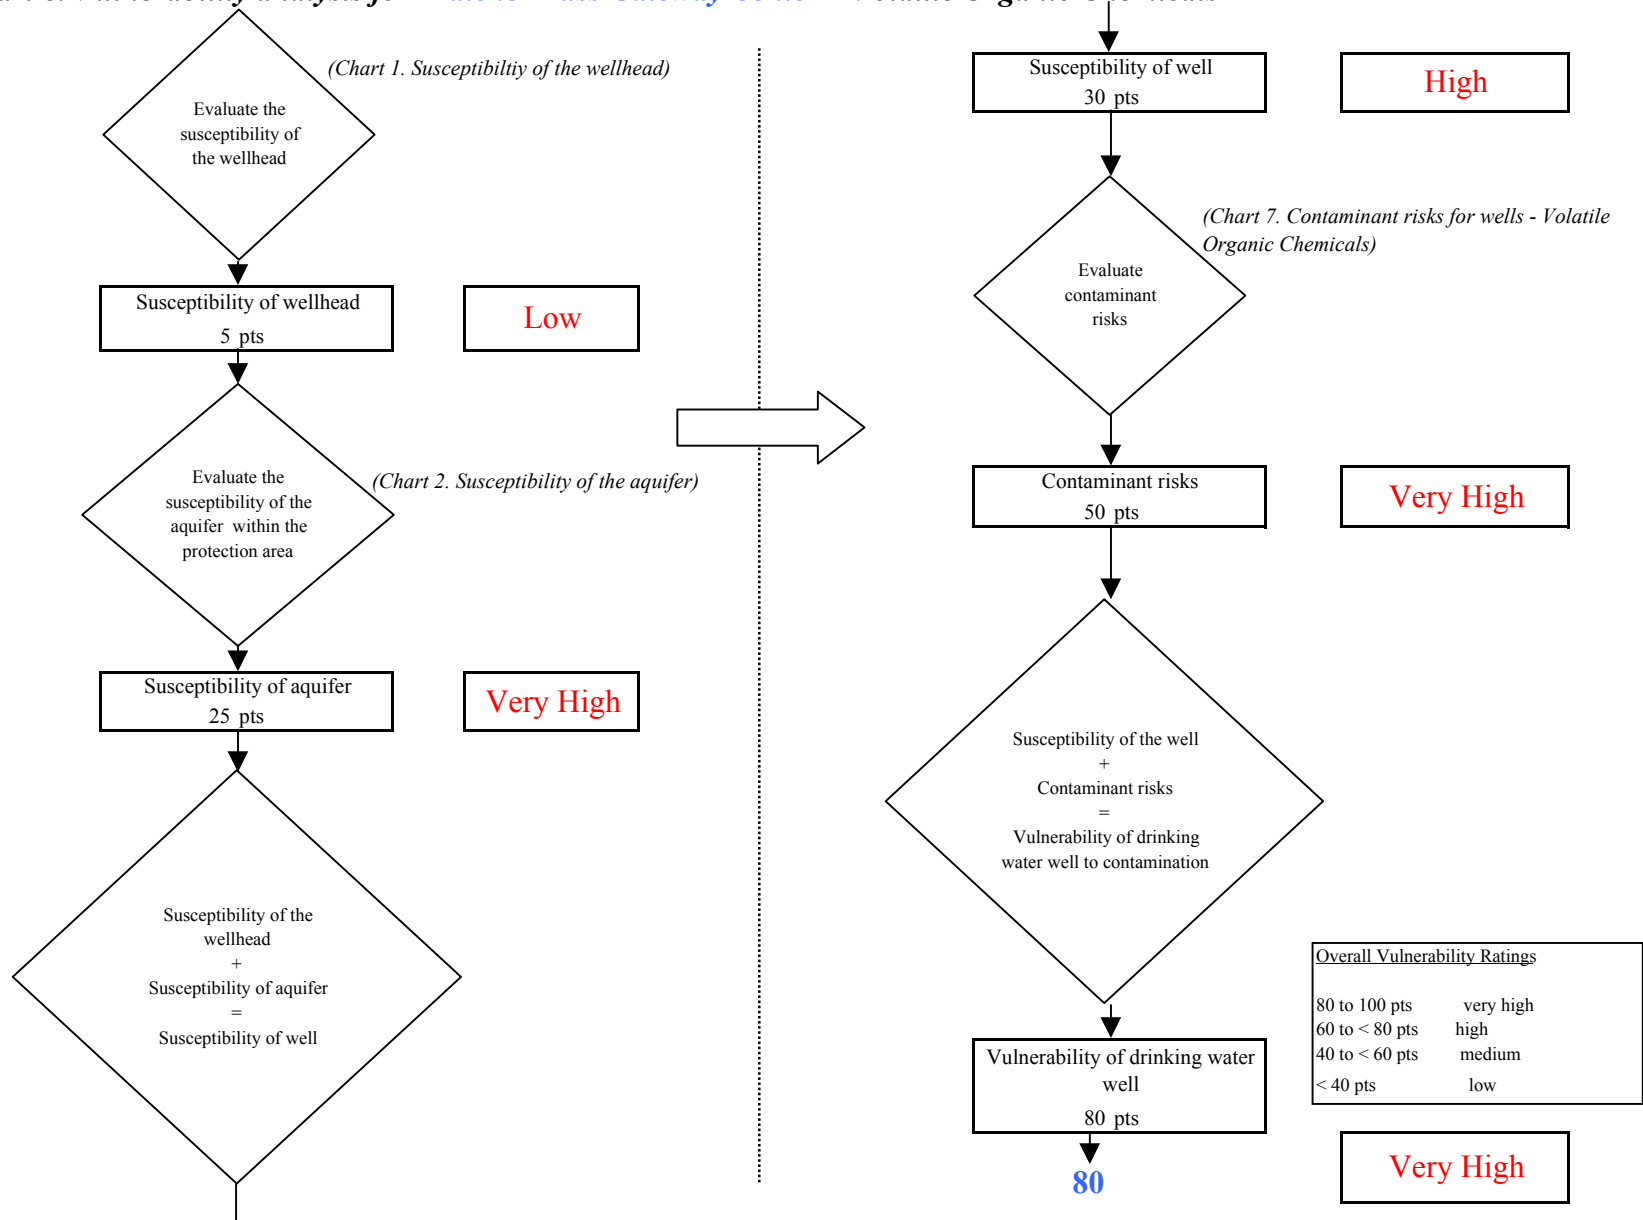 Organic
(Chart 1. Susceptibiltiy of the wellhead)
Evaluate the
susceptibility of
the wellhead
Susceptibility of wellhead
5 pts
Low
Evaluate the
susceptibility of the
aquifer within the
protection area
(Chart 2. Susceptibility of the aquifer)
Susceptibility of aquifer
25 pts
Very High
Susceptibility of the
wellhead
+
Susceptibility of aquifer
=
Susceptibility of well
Susceptibility of well
30 pts
High
(Chart 7. Contaminant risks for wells - Volatile
Organic Chemicals)
Evaluate
contaminant
risks
Contaminant risks
50 pts
Very High
Susceptibility of the well
+
Contaminant risks
=
Vulnerability of drinking
water well to contamination
Overall Vulnerability Ratings
80 to 100 pts very high
60 to < 80 pts high
40 to < 60 pts medium
< 40 pts low
Vulnerability of drinking water
well
80 pts
80
Very High